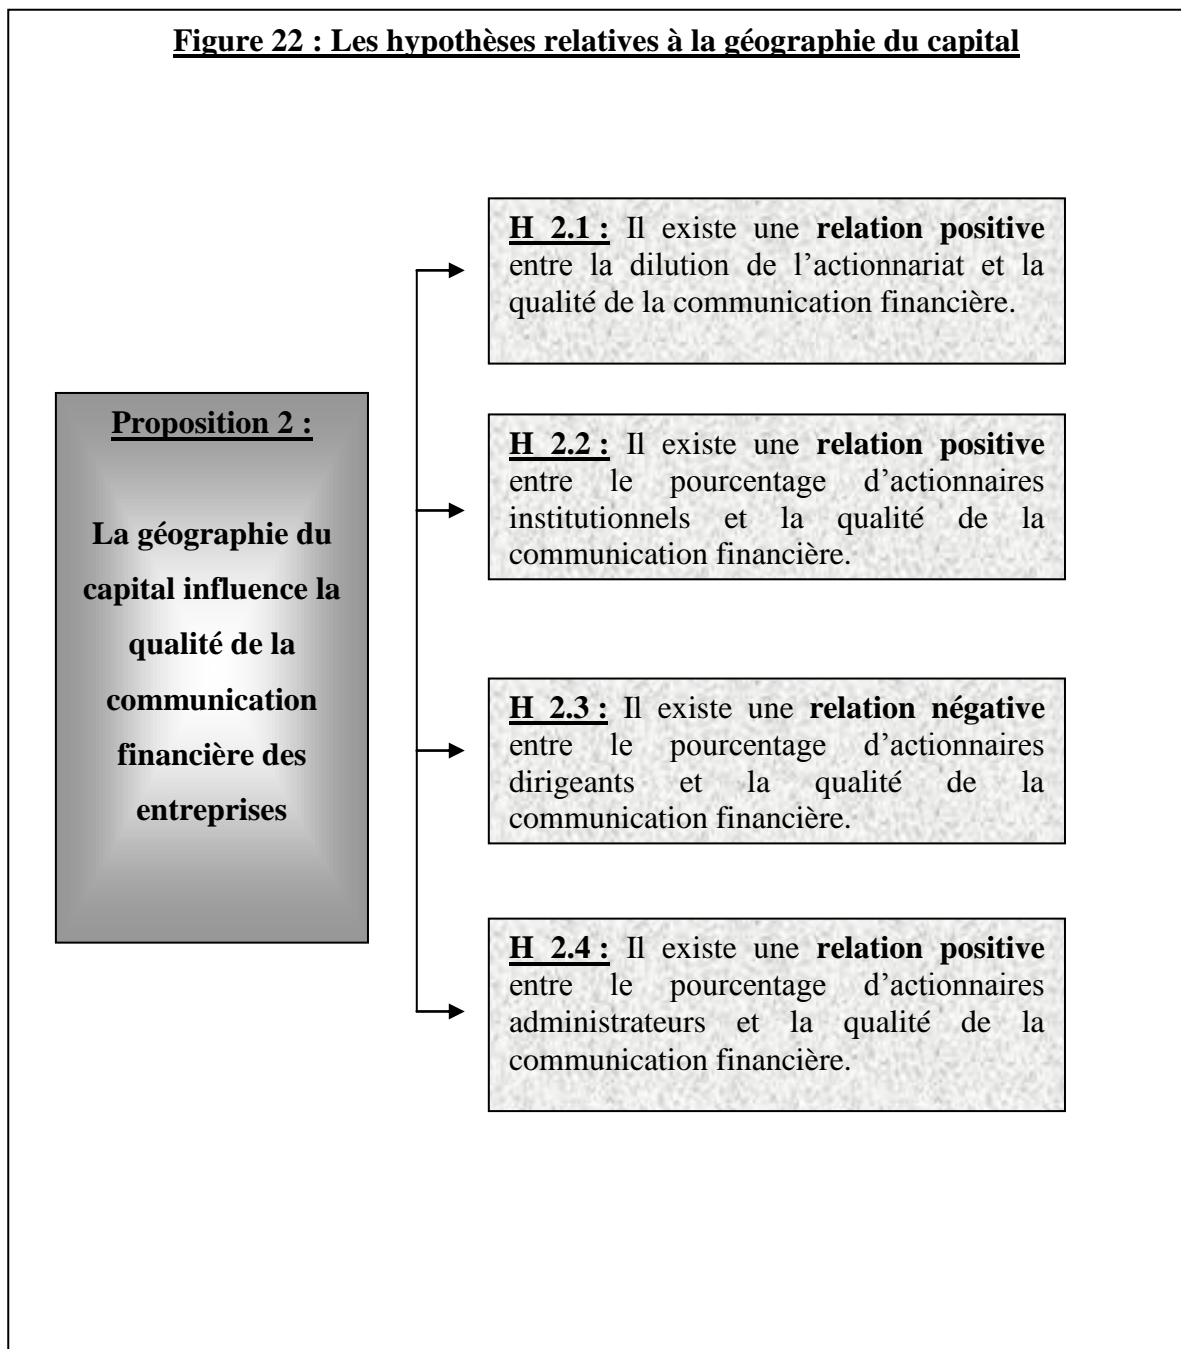 Figure 22 : Les hypothèses relatives à la géographie du capital
H 2.1 : Il existe une relation positive
entre la dilution de l’actionnariat et la
qualité de la communication financière.
Proposition 2 :
La géographie du
capital influence la
qualité de la
communication
financière des
entreprises
H 2.2 : Il existe une relation positive
entre le pourcentage d’actionnaires
institutionnels et la qualité de la
communication financière.
H 2.3 : Il existe une relation négative
entre le pourcentage d’actionnaires
dirigeants et la qualité de la
communication financière.
H 2.4 : Il existe une relation positive
entre le pourcentage d’actionnaires
administrateurs et la qualité de la
communication financière.